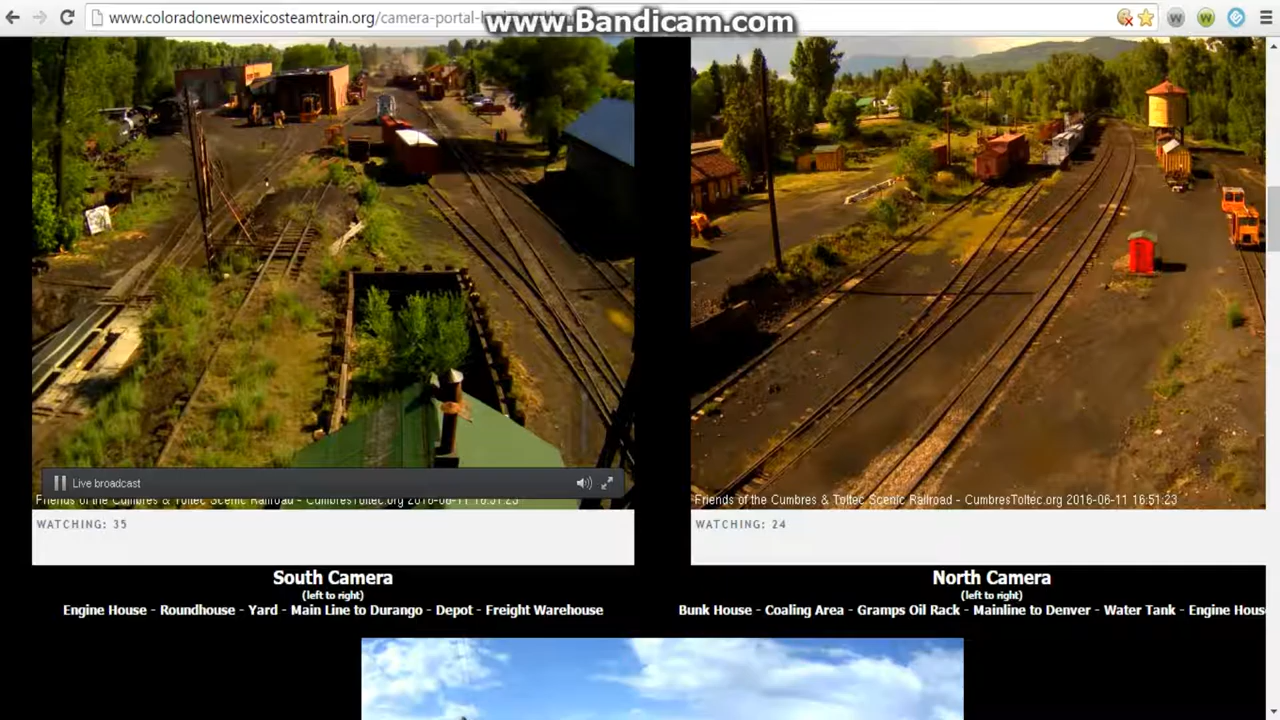 www.coloradonewmexicosteamtrain.org/camera-portal-
www.Bandicam.com
Live broadcast
Friends of the Cumbres & Toltec Scenic Railroad - CumbresToltec.org 2016-06-11 16:51:23
Friends of the Cumbres & Toltec Scenic Railroad - CumbresToltec.org 2016-06-11 16:51:23
WATCHING: 35
WATCHING: 24
South Camera
(left to right)
Engine House - Roundhouse - Yard - Main Line to Durango - Depot - Freight Warehouse
North Camera
(left to right)
Bunk House - Coaling Area - Gramps Oil Rack - Mainline to Denver - Water Tank - Engine Hous